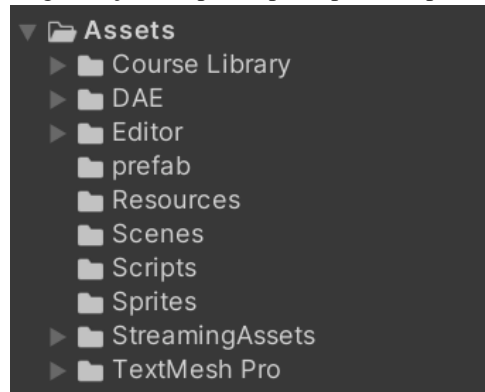 Assets
Course Library
DAE
Editor
prefab
Resources
Scenes
Scripts
Sprites
StreamingAssets
TextMesh Pro